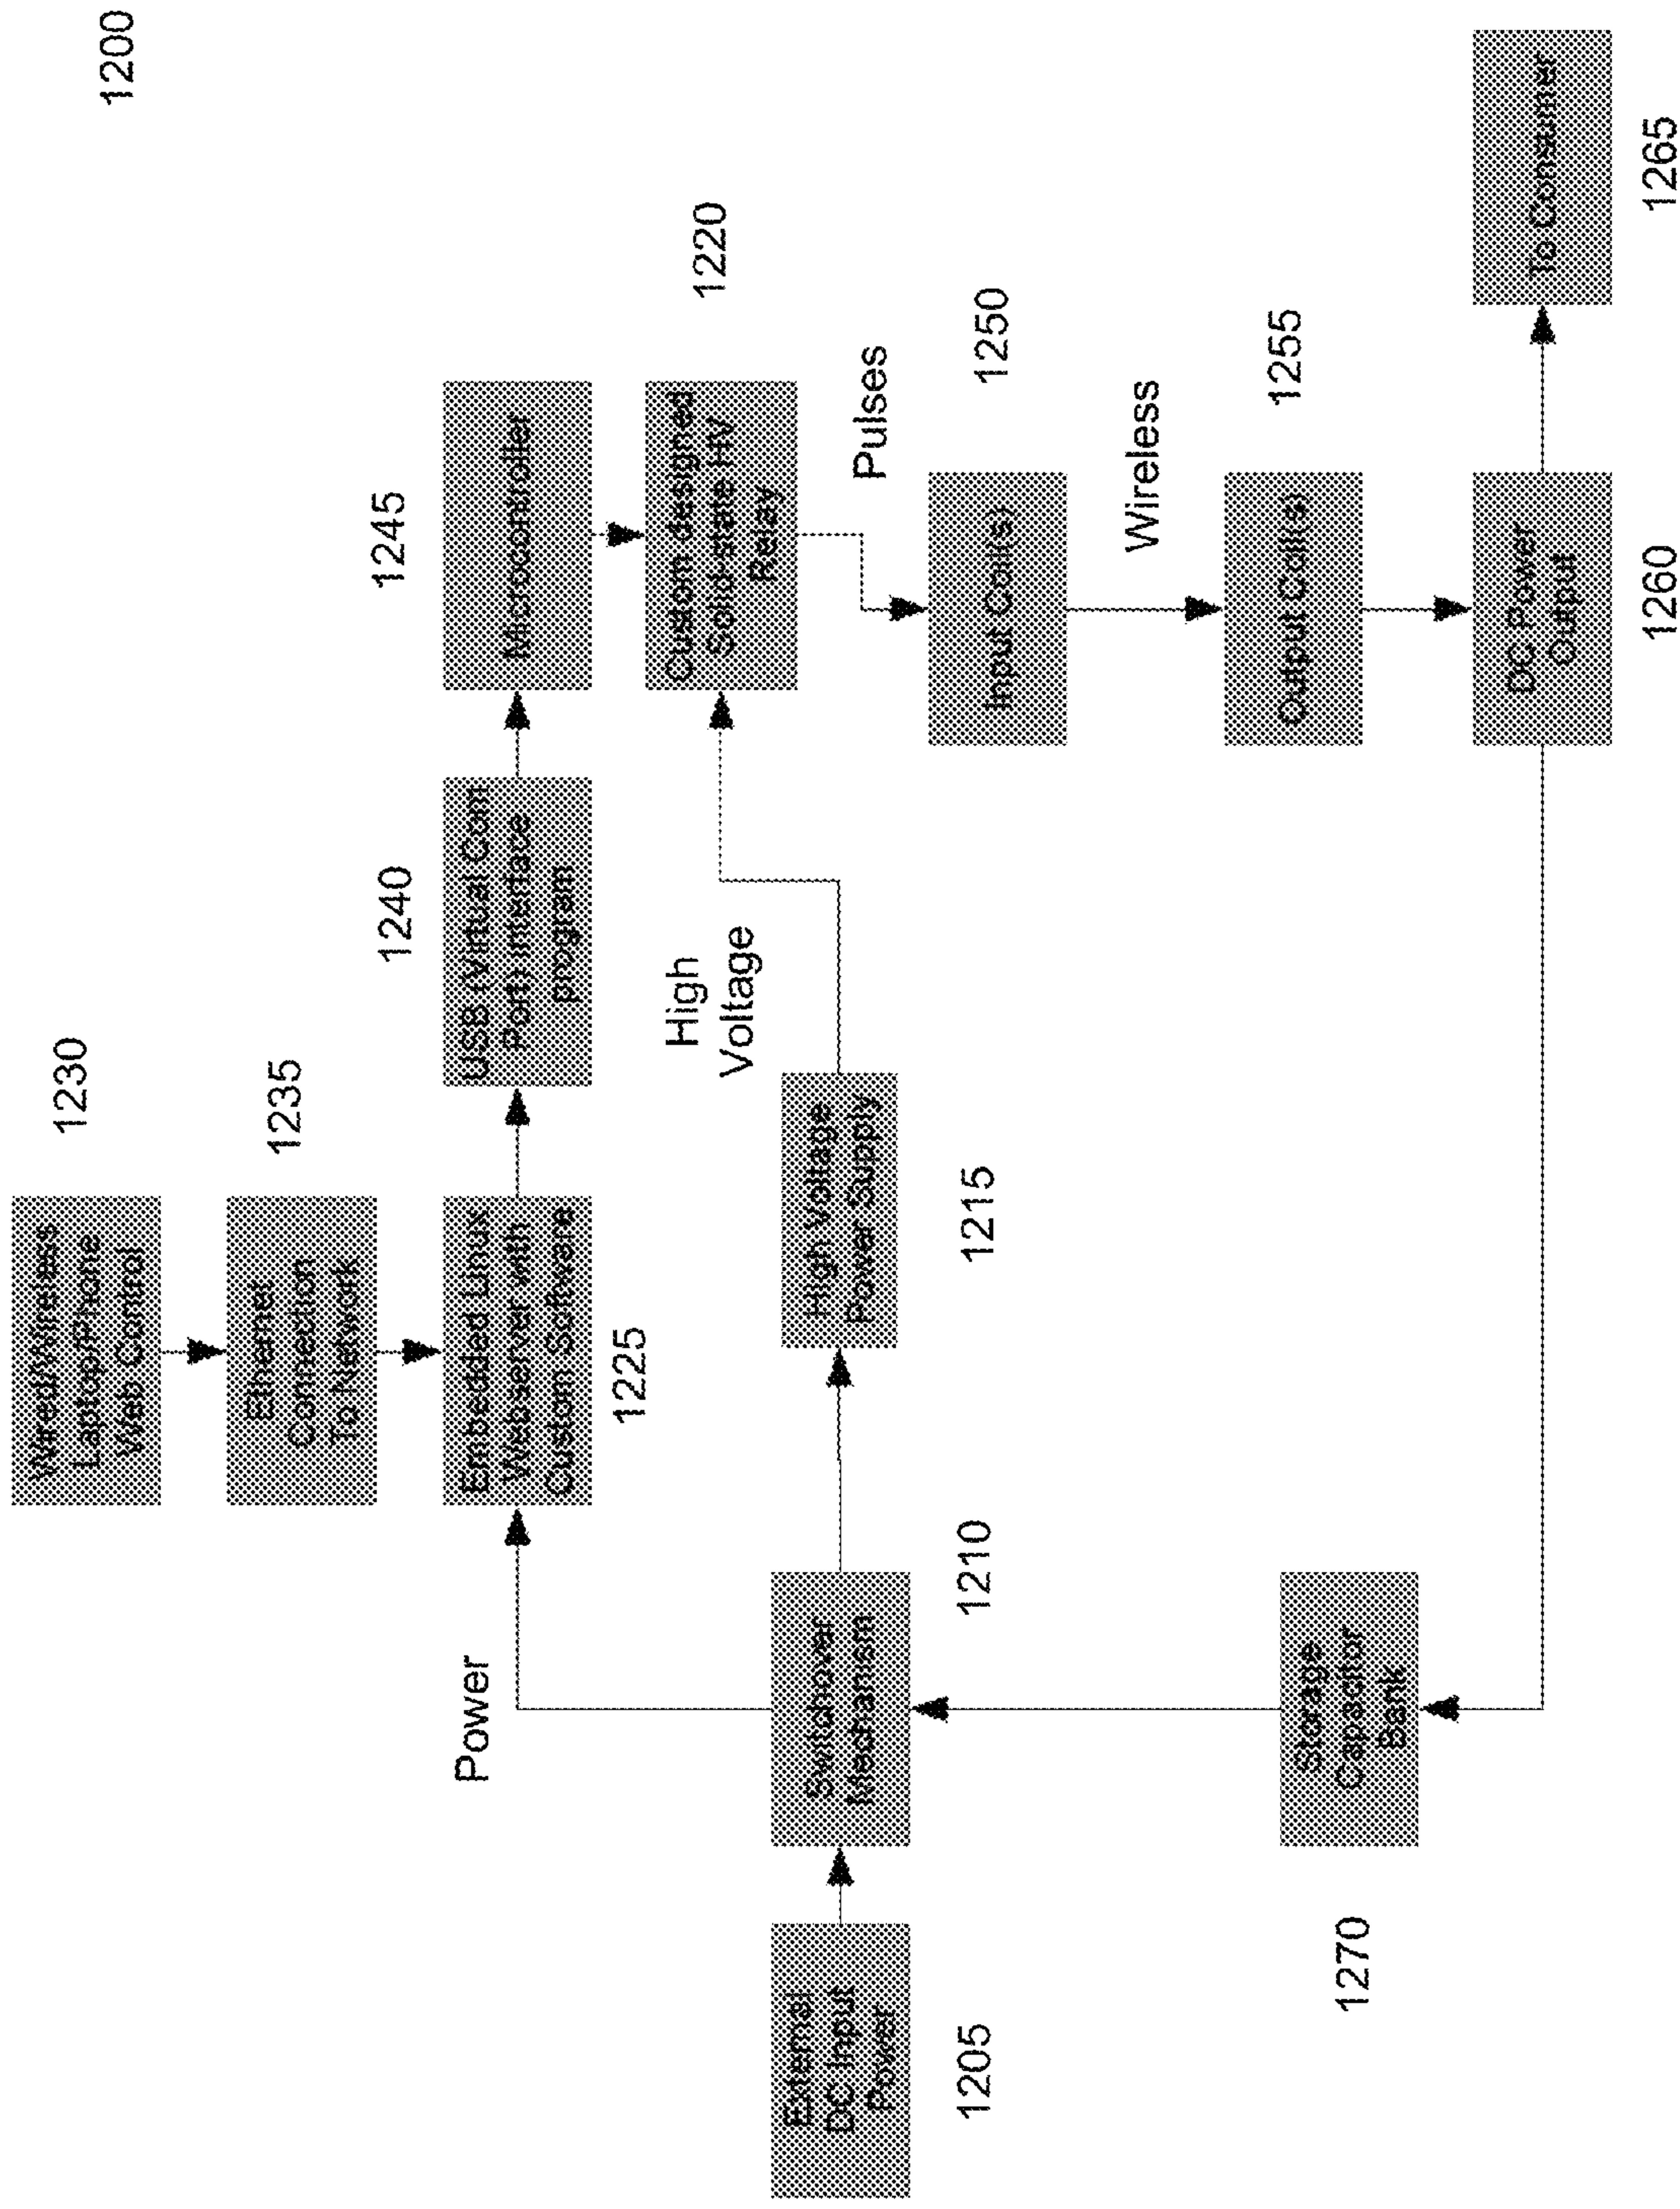 1200
1230
Wired/Wireless
Laptop/Phone
Web Control
1235
Ethernet
Connection
To Network
Embedded Linux
Webserver with
Custom Software
1225
1240
USB (Virtual Com
Port) interface
program
1245
Microcontroller
Custom designed
Solid-state HV
Relay
1220
Power
High
Voltage
External
DC Input
Power
1205
Switchover
Mechanism
1210
High Voltage
Power Supply
1215
Pulses
Input Coil(s)
1250
Wireless
Output Coil(s)
1255
Storage
Capacitor
Bank
1270
DC Power
Output
1260
To Consumer
1265